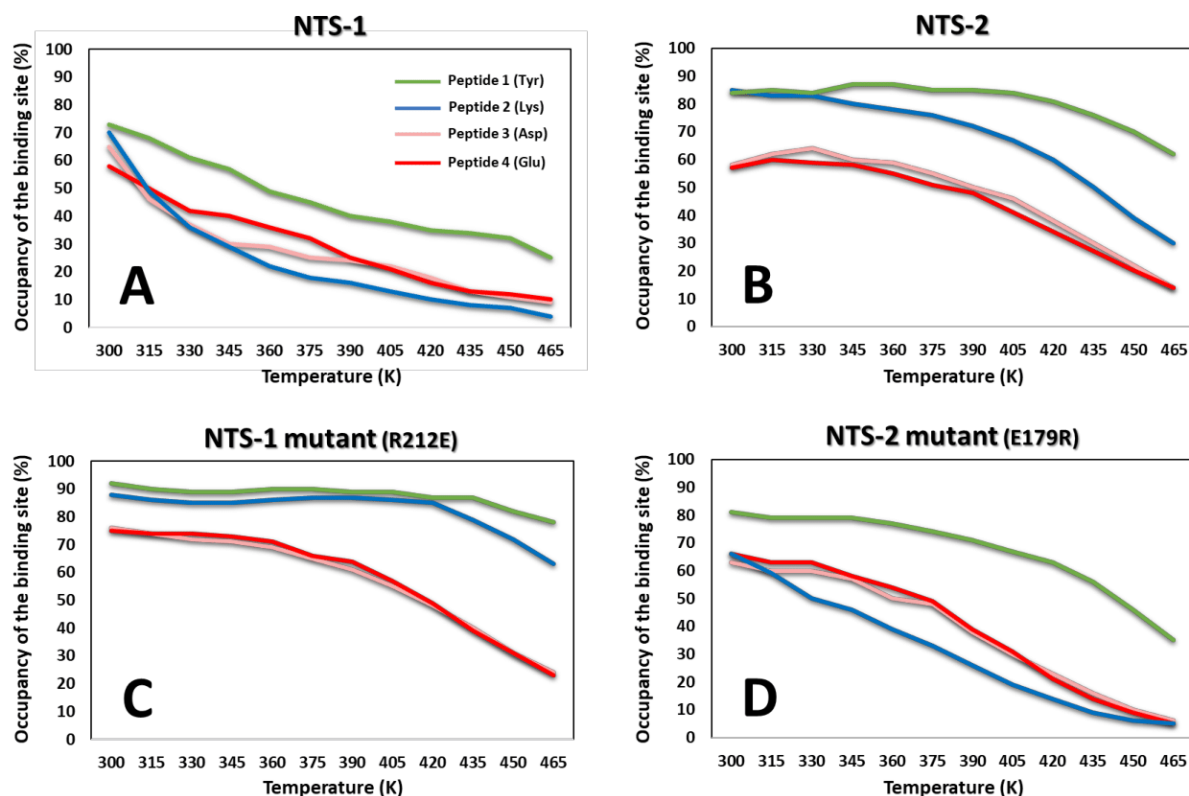 NTS-1
Occupancy of the binding site (%)
100
90
80
70
60
50
40
30
20
10
0
Peptide 1 (Tyr)
Peptide 2 (Lys)
Peptide 3 (Asp)
Peptide 4 (Glu)
A
300 315 330 345 360 375 390 405 420 435 450 465
Temperature (K)
NTS-2
Occupancy of the binding site (%)
100
90
80
70
60
50
40
30
20
10
0
B
300 315 330 345 360 375 390 405 420 435 450 465
Temperature (K)
NTS-1 mutant (R212E)
Occupancy of the binding site (%)
100
90
80
70
60
50
40
30
20
10
0
C
300 315 330 345 360 375 390 405 420 435 450 465
Temperature (K)
NTS-2 mutant (E179R)
Occupancy of the binding site (%)
100
90
80
70
60
50
40
30
20
10
0
D
300 315 330 345 360 375 390 405 420 435 450 465
Temperature (K)